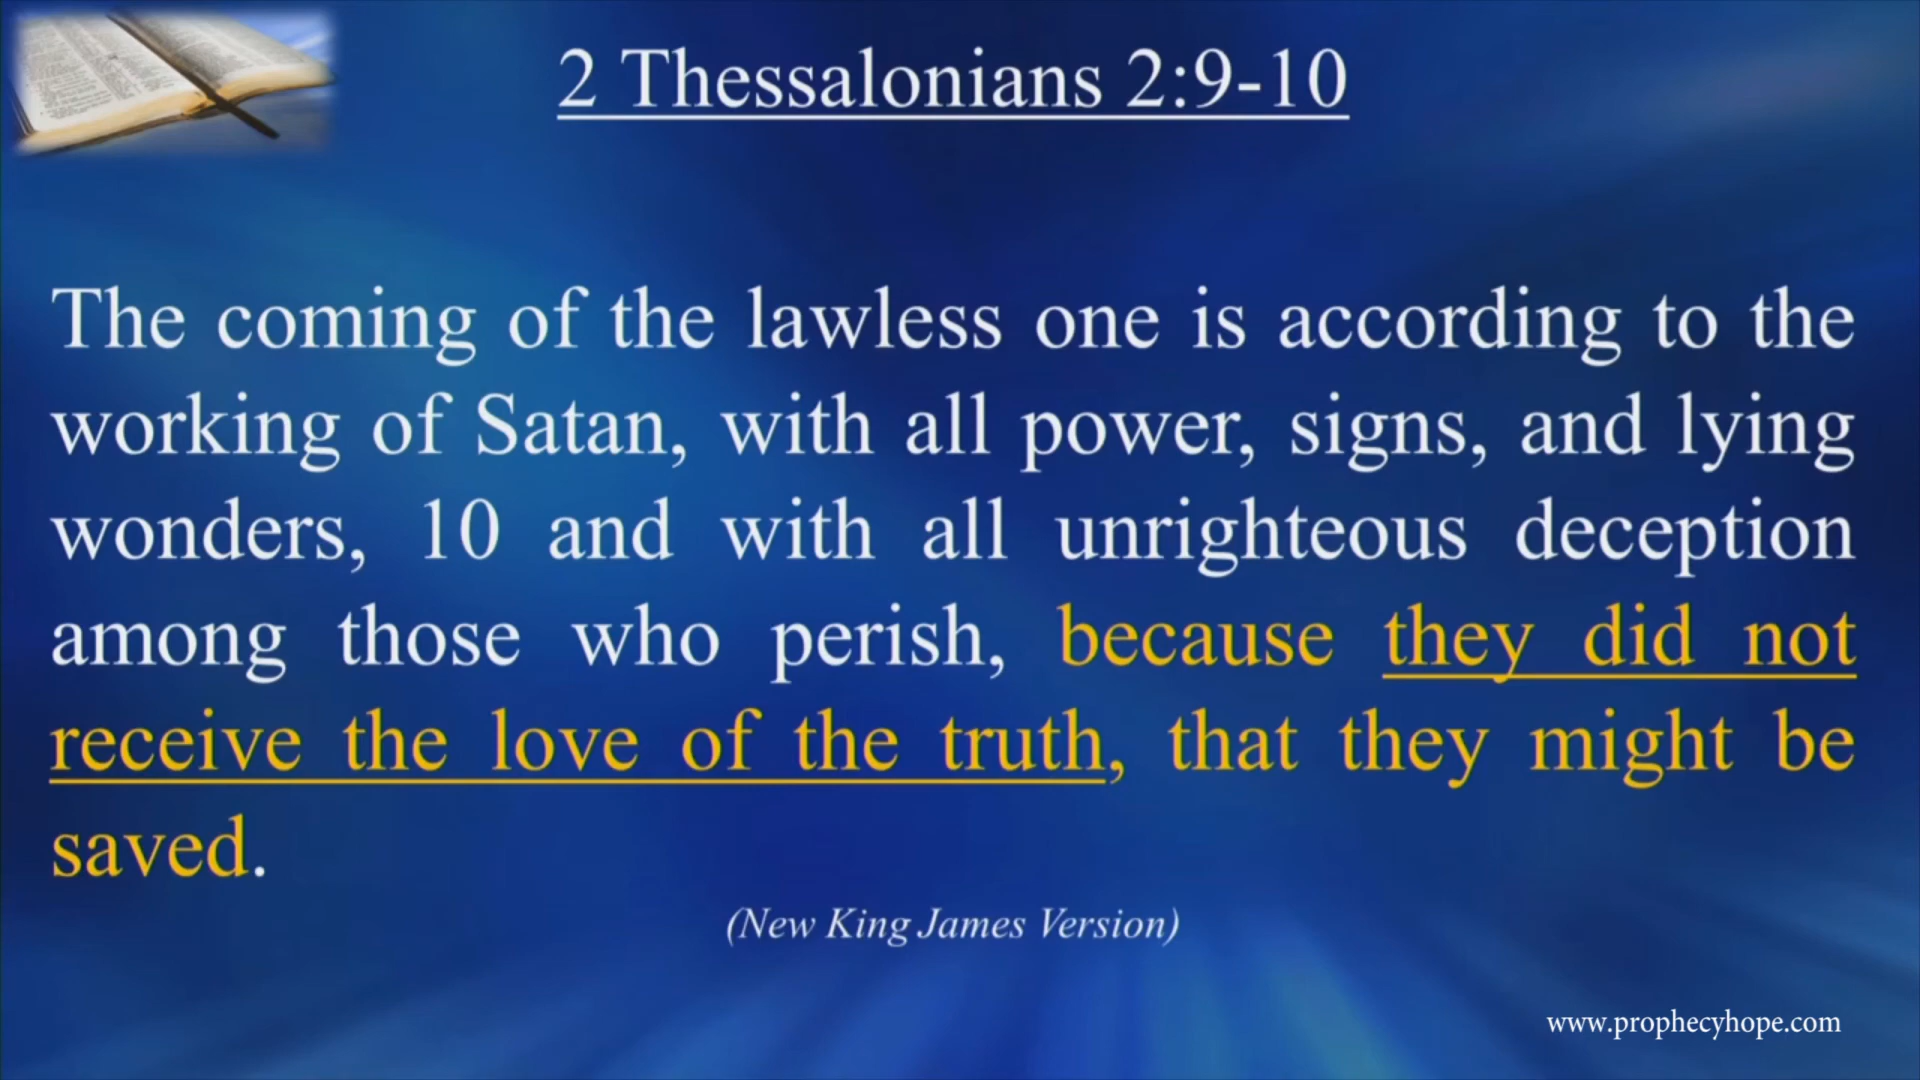 2 Thessalonians 2:9-10
The coming of the lawless one is according to the
working of Satan, with all power, signs, and lying
wonders, 10 and with all unrighteous deception
among those who perish, because they did not
receive the love of the truth, that they might be
saved.
(New King James Version)
www.prophecyhope.com